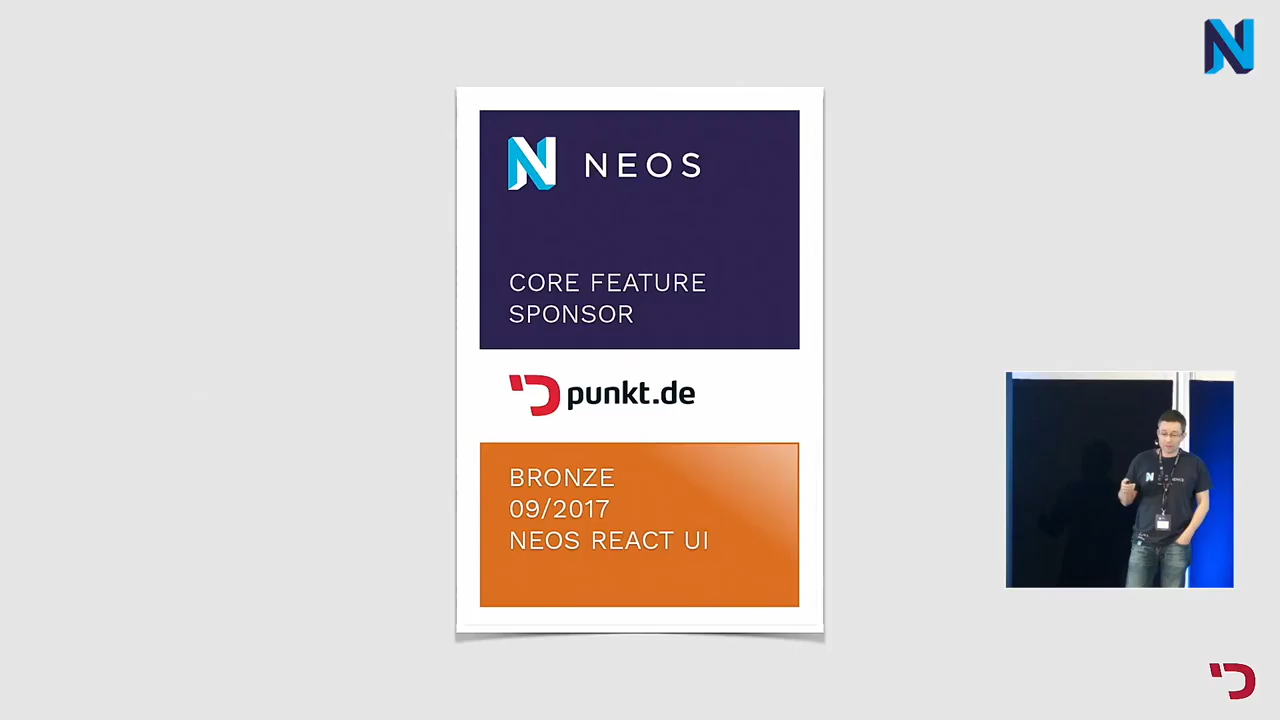 NEOS
CORE FEATURE
SPONSOR
punkt.de
BRONZE
09/2017
NEOS REACT UI